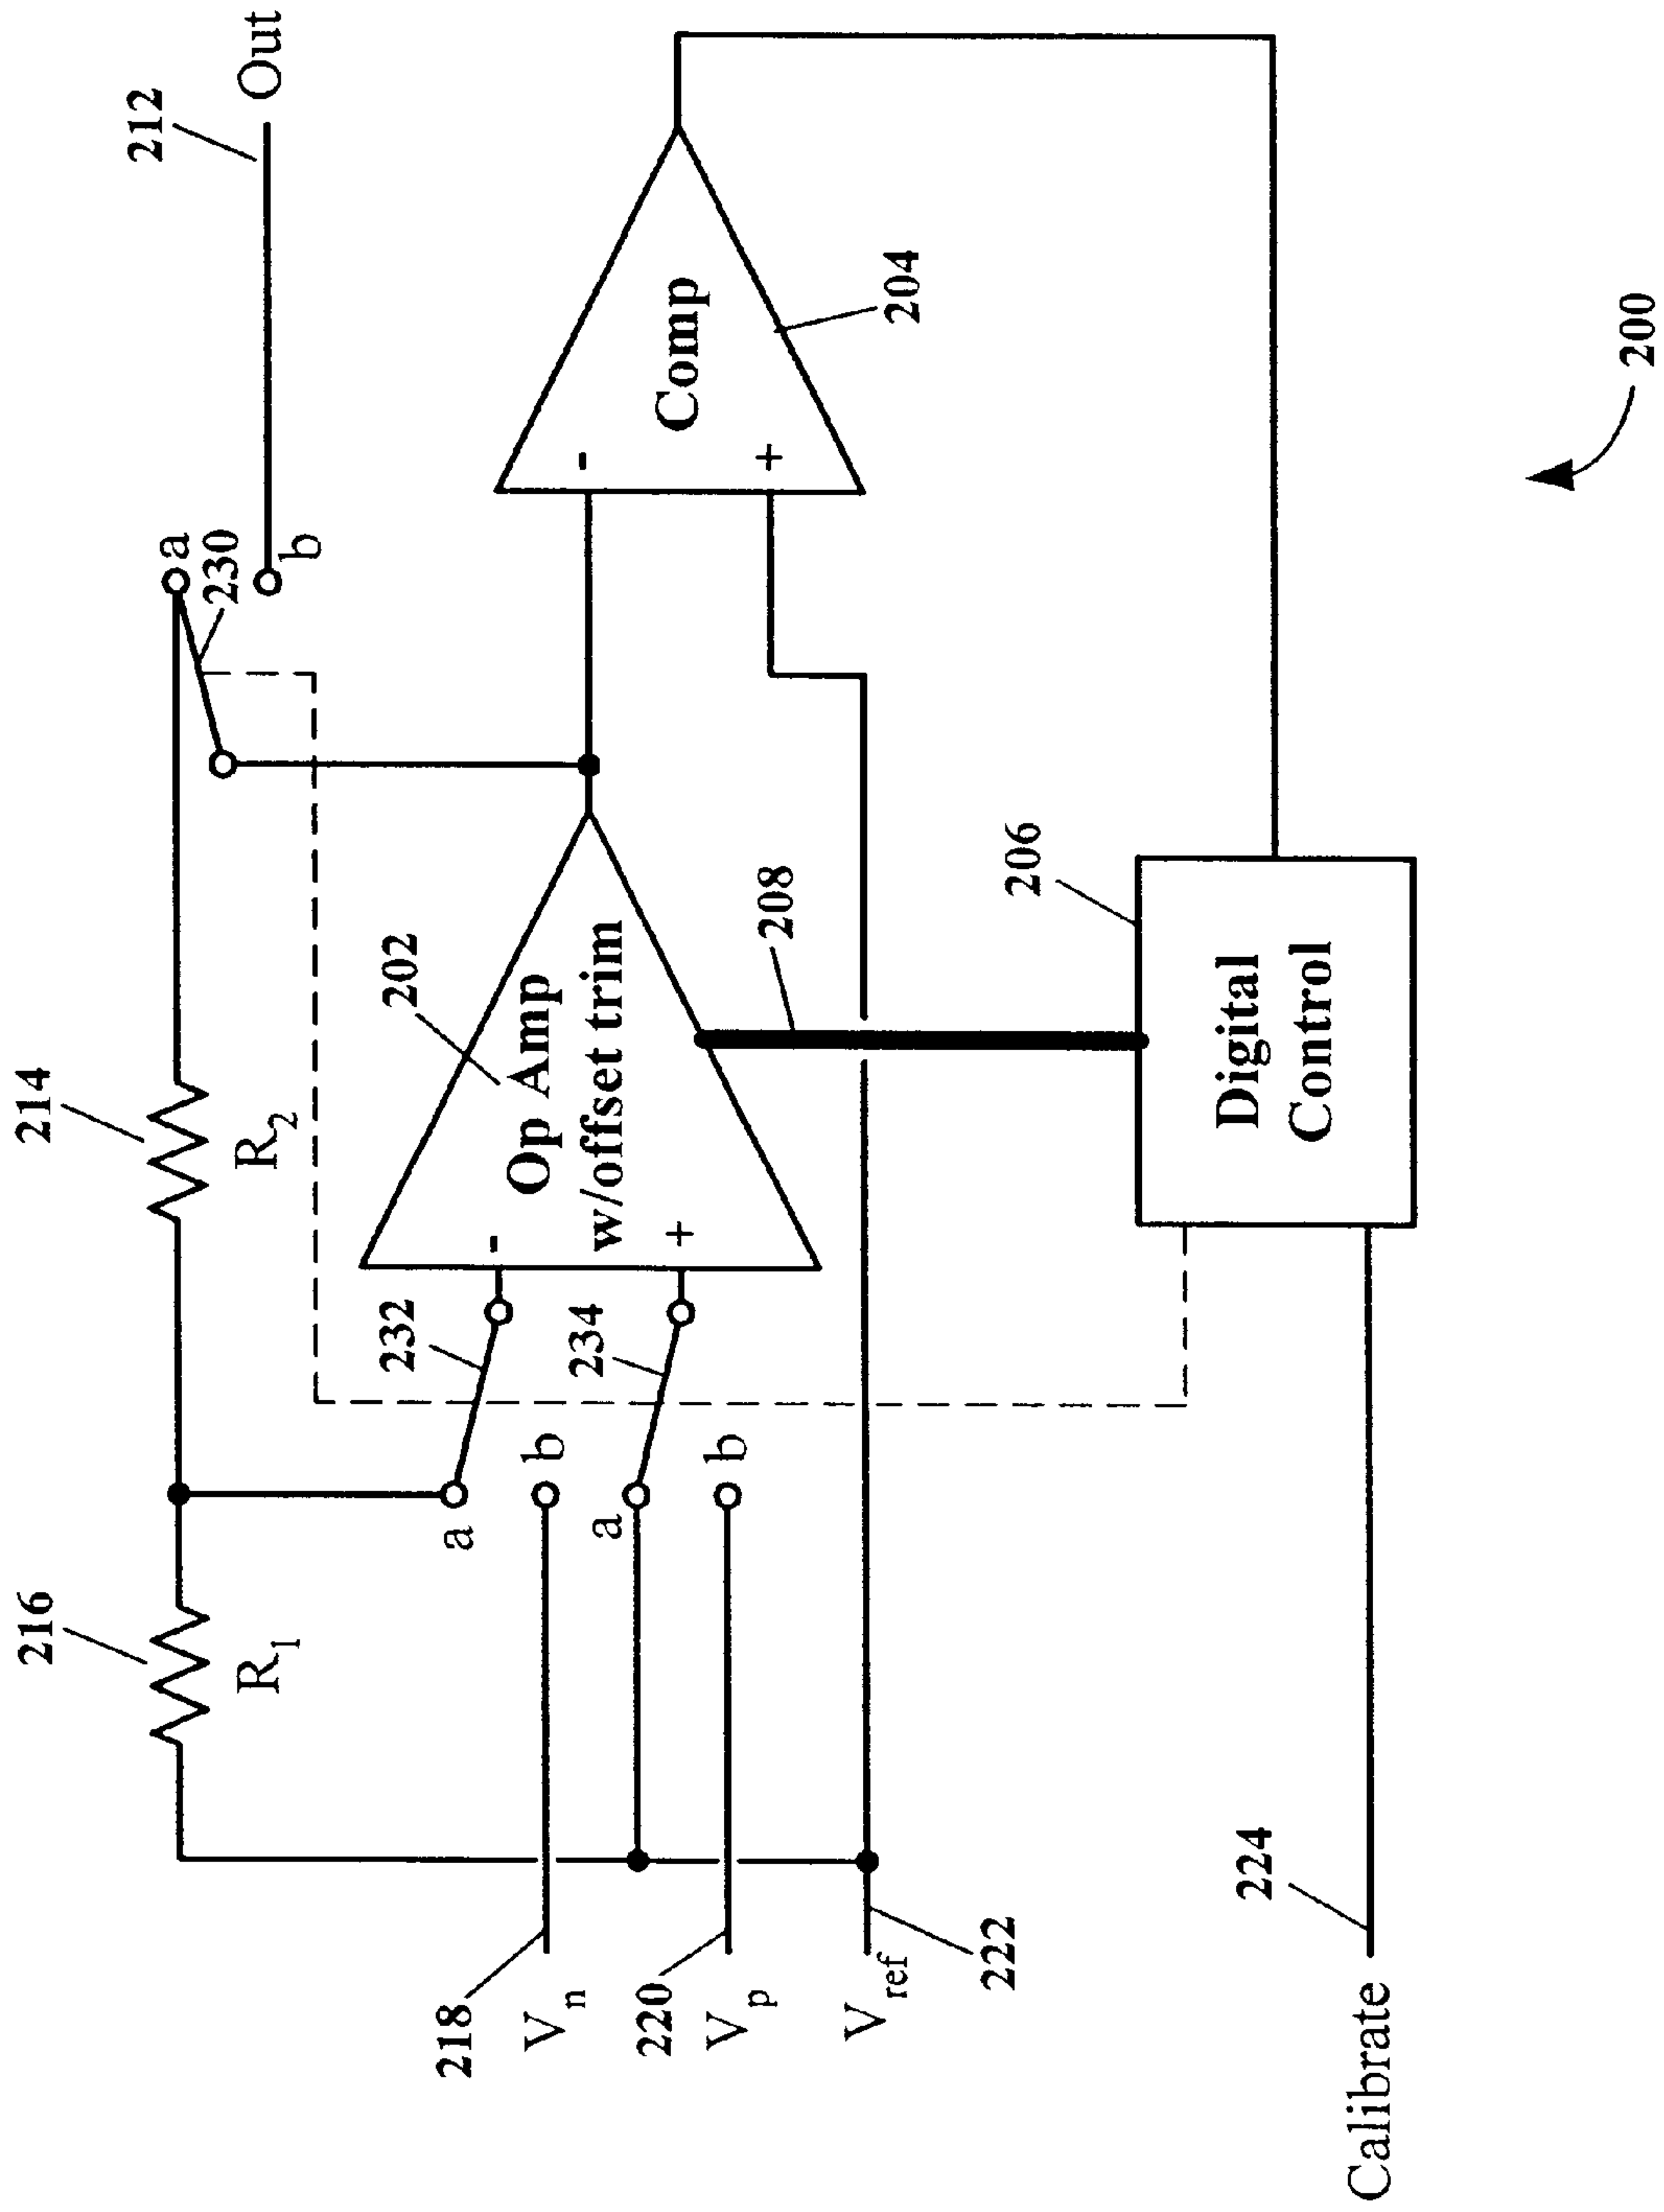 216
R1
214
R2
a
230
b
212
Out
232
a
b
234
a
b
-
+
202
Op Amp
w/offset trim
208
-
+
Comp
204
218
Vn
220
Vp
Vref
222
206
Digital
Control
224
Calibrate
200